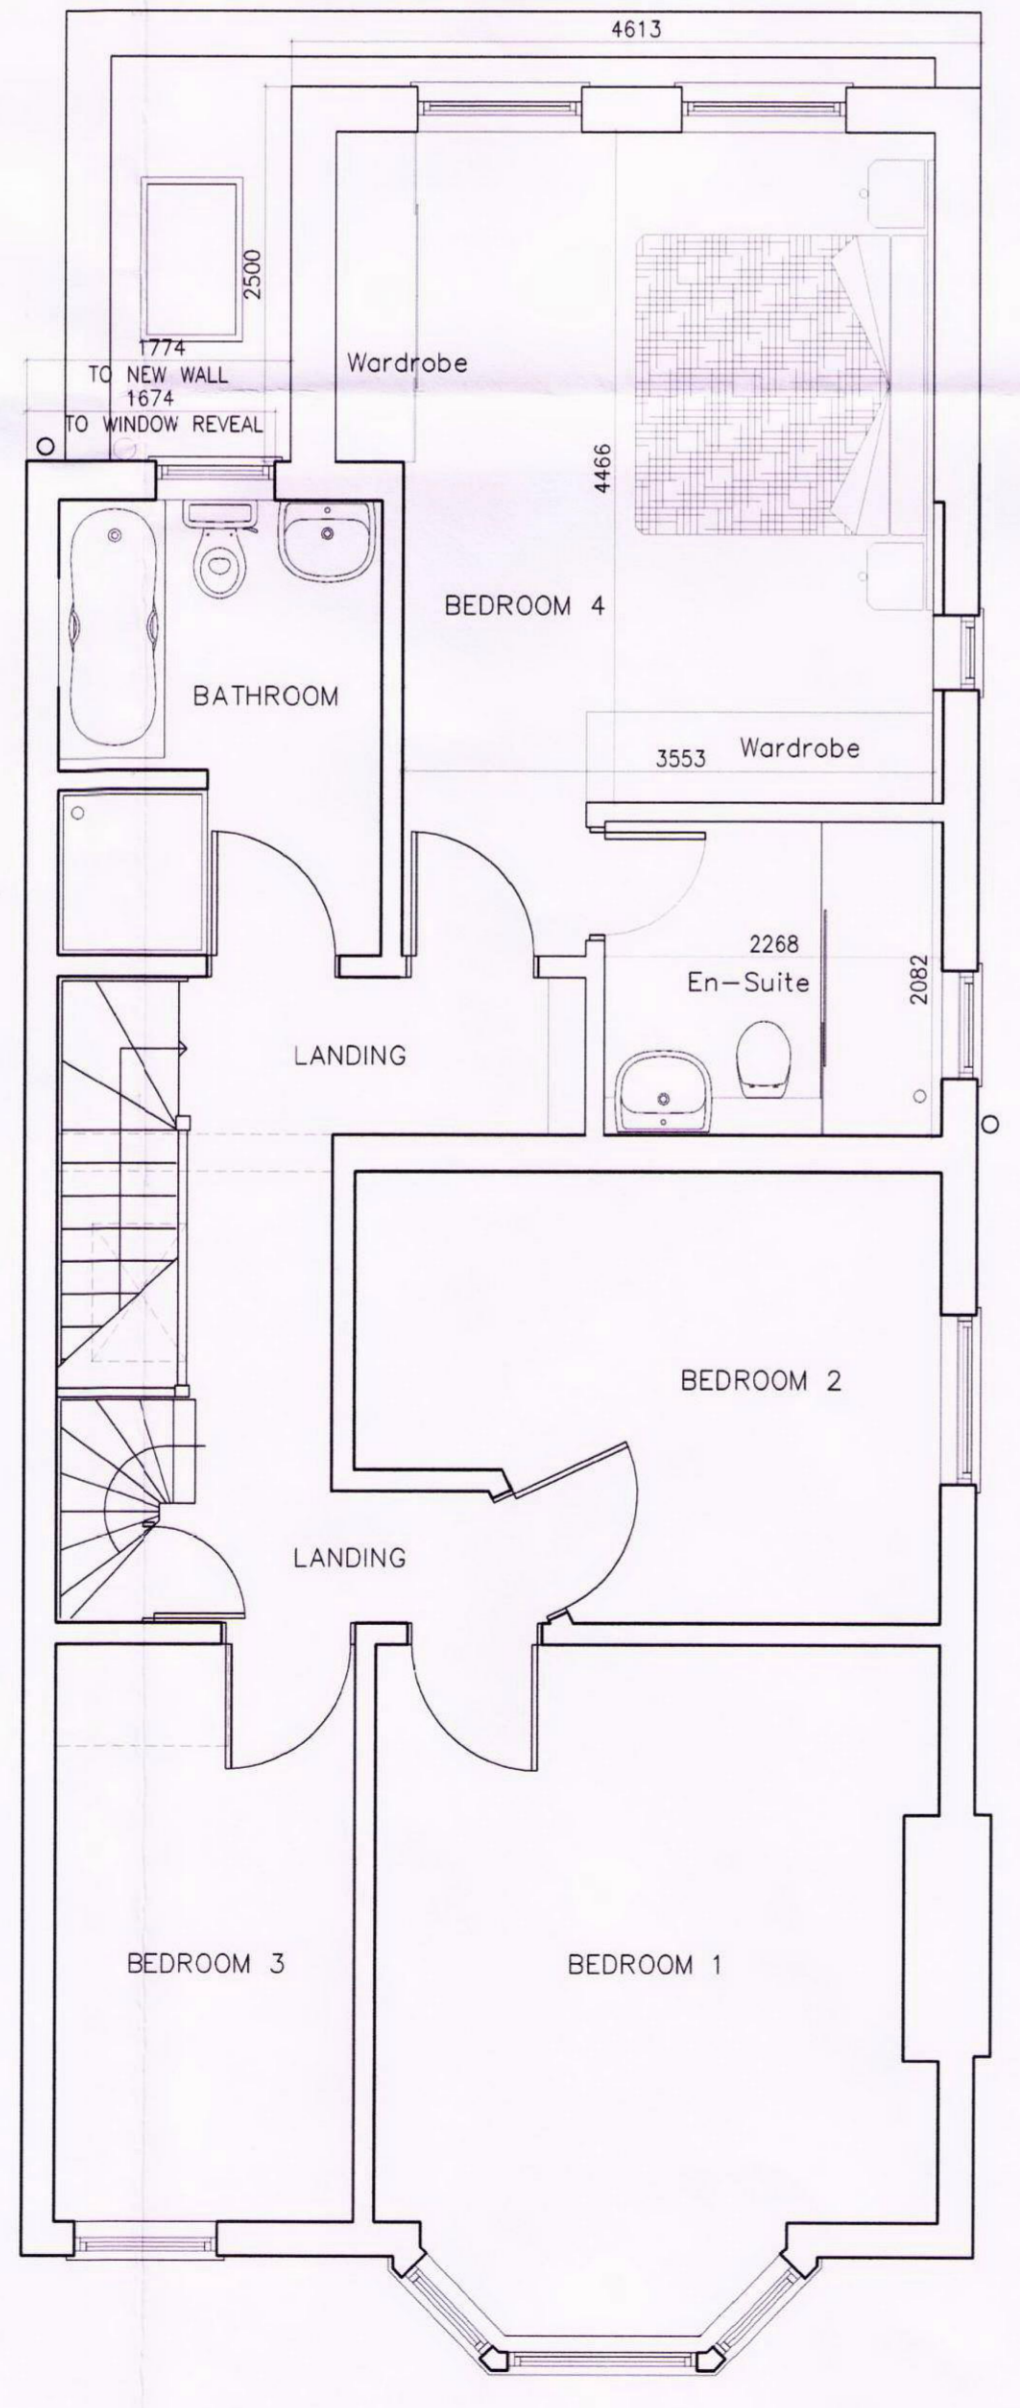 4613
2500
1774
TO NEW WALL
1674
TO WINDOW REVEAL
Wardrobe
4466
BEDROOM 4
BATHROOM
3553
Wardrobe
2268
En-Suite
2082
LANDING
BEDROOM 2
LANDING
BEDROOM 3
BEDROOM 1